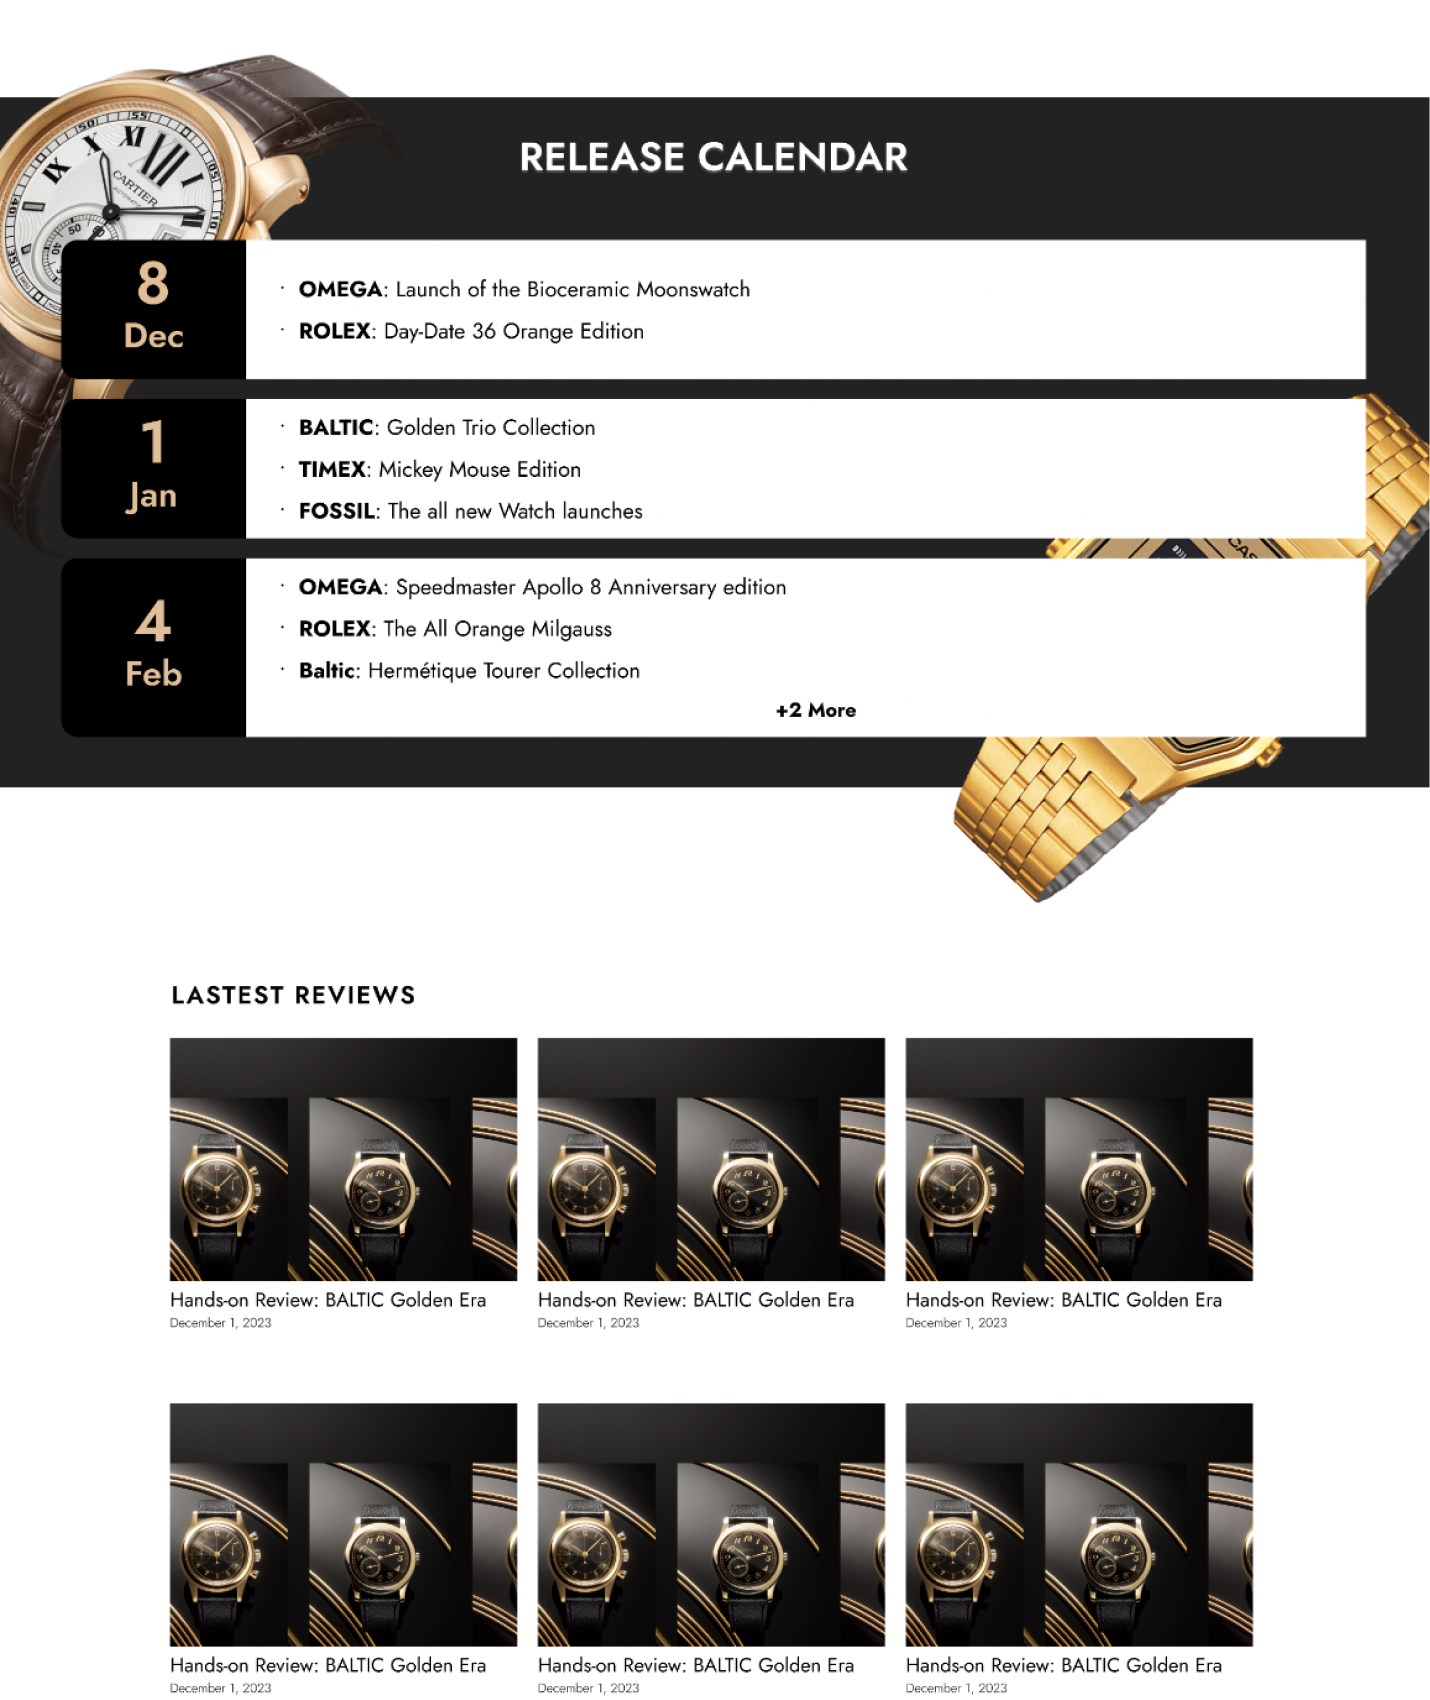 RELEASE CALENDAR
CARTIER
8
Dec
· OMEGA: Launch of the Bioceramic Moonswatch
· ROLEX: Day-Date 36 Orange Edition
1
Jan
· BALTIC: Golden Trio Collection
· TIMEX: Mickey Mouse Edition
· FOSSIL: The all new Watch launches
4
Feb
· OMEGA: Speedmaster Apollo 8 Anniversary edition
· ROLEX: The All Orange Milgauss
· Baltic: Hermétique Tourer Collection
+2 More
LASTEST REVIEWS
Hands-on Review: BALTIC Golden Era
December 1, 2023
Hands-on Review: BALTIC Golden Era
December 1, 2023
Hands-on Review: BALTIC Golden Era
December 1, 2023
Hands-on Review: BALTIC Golden Era
December 1, 2023
Hands-on Review: BALTIC Golden Era
December 1, 2023
Hands-on Review: BALTIC Golden Era
December 1, 2023